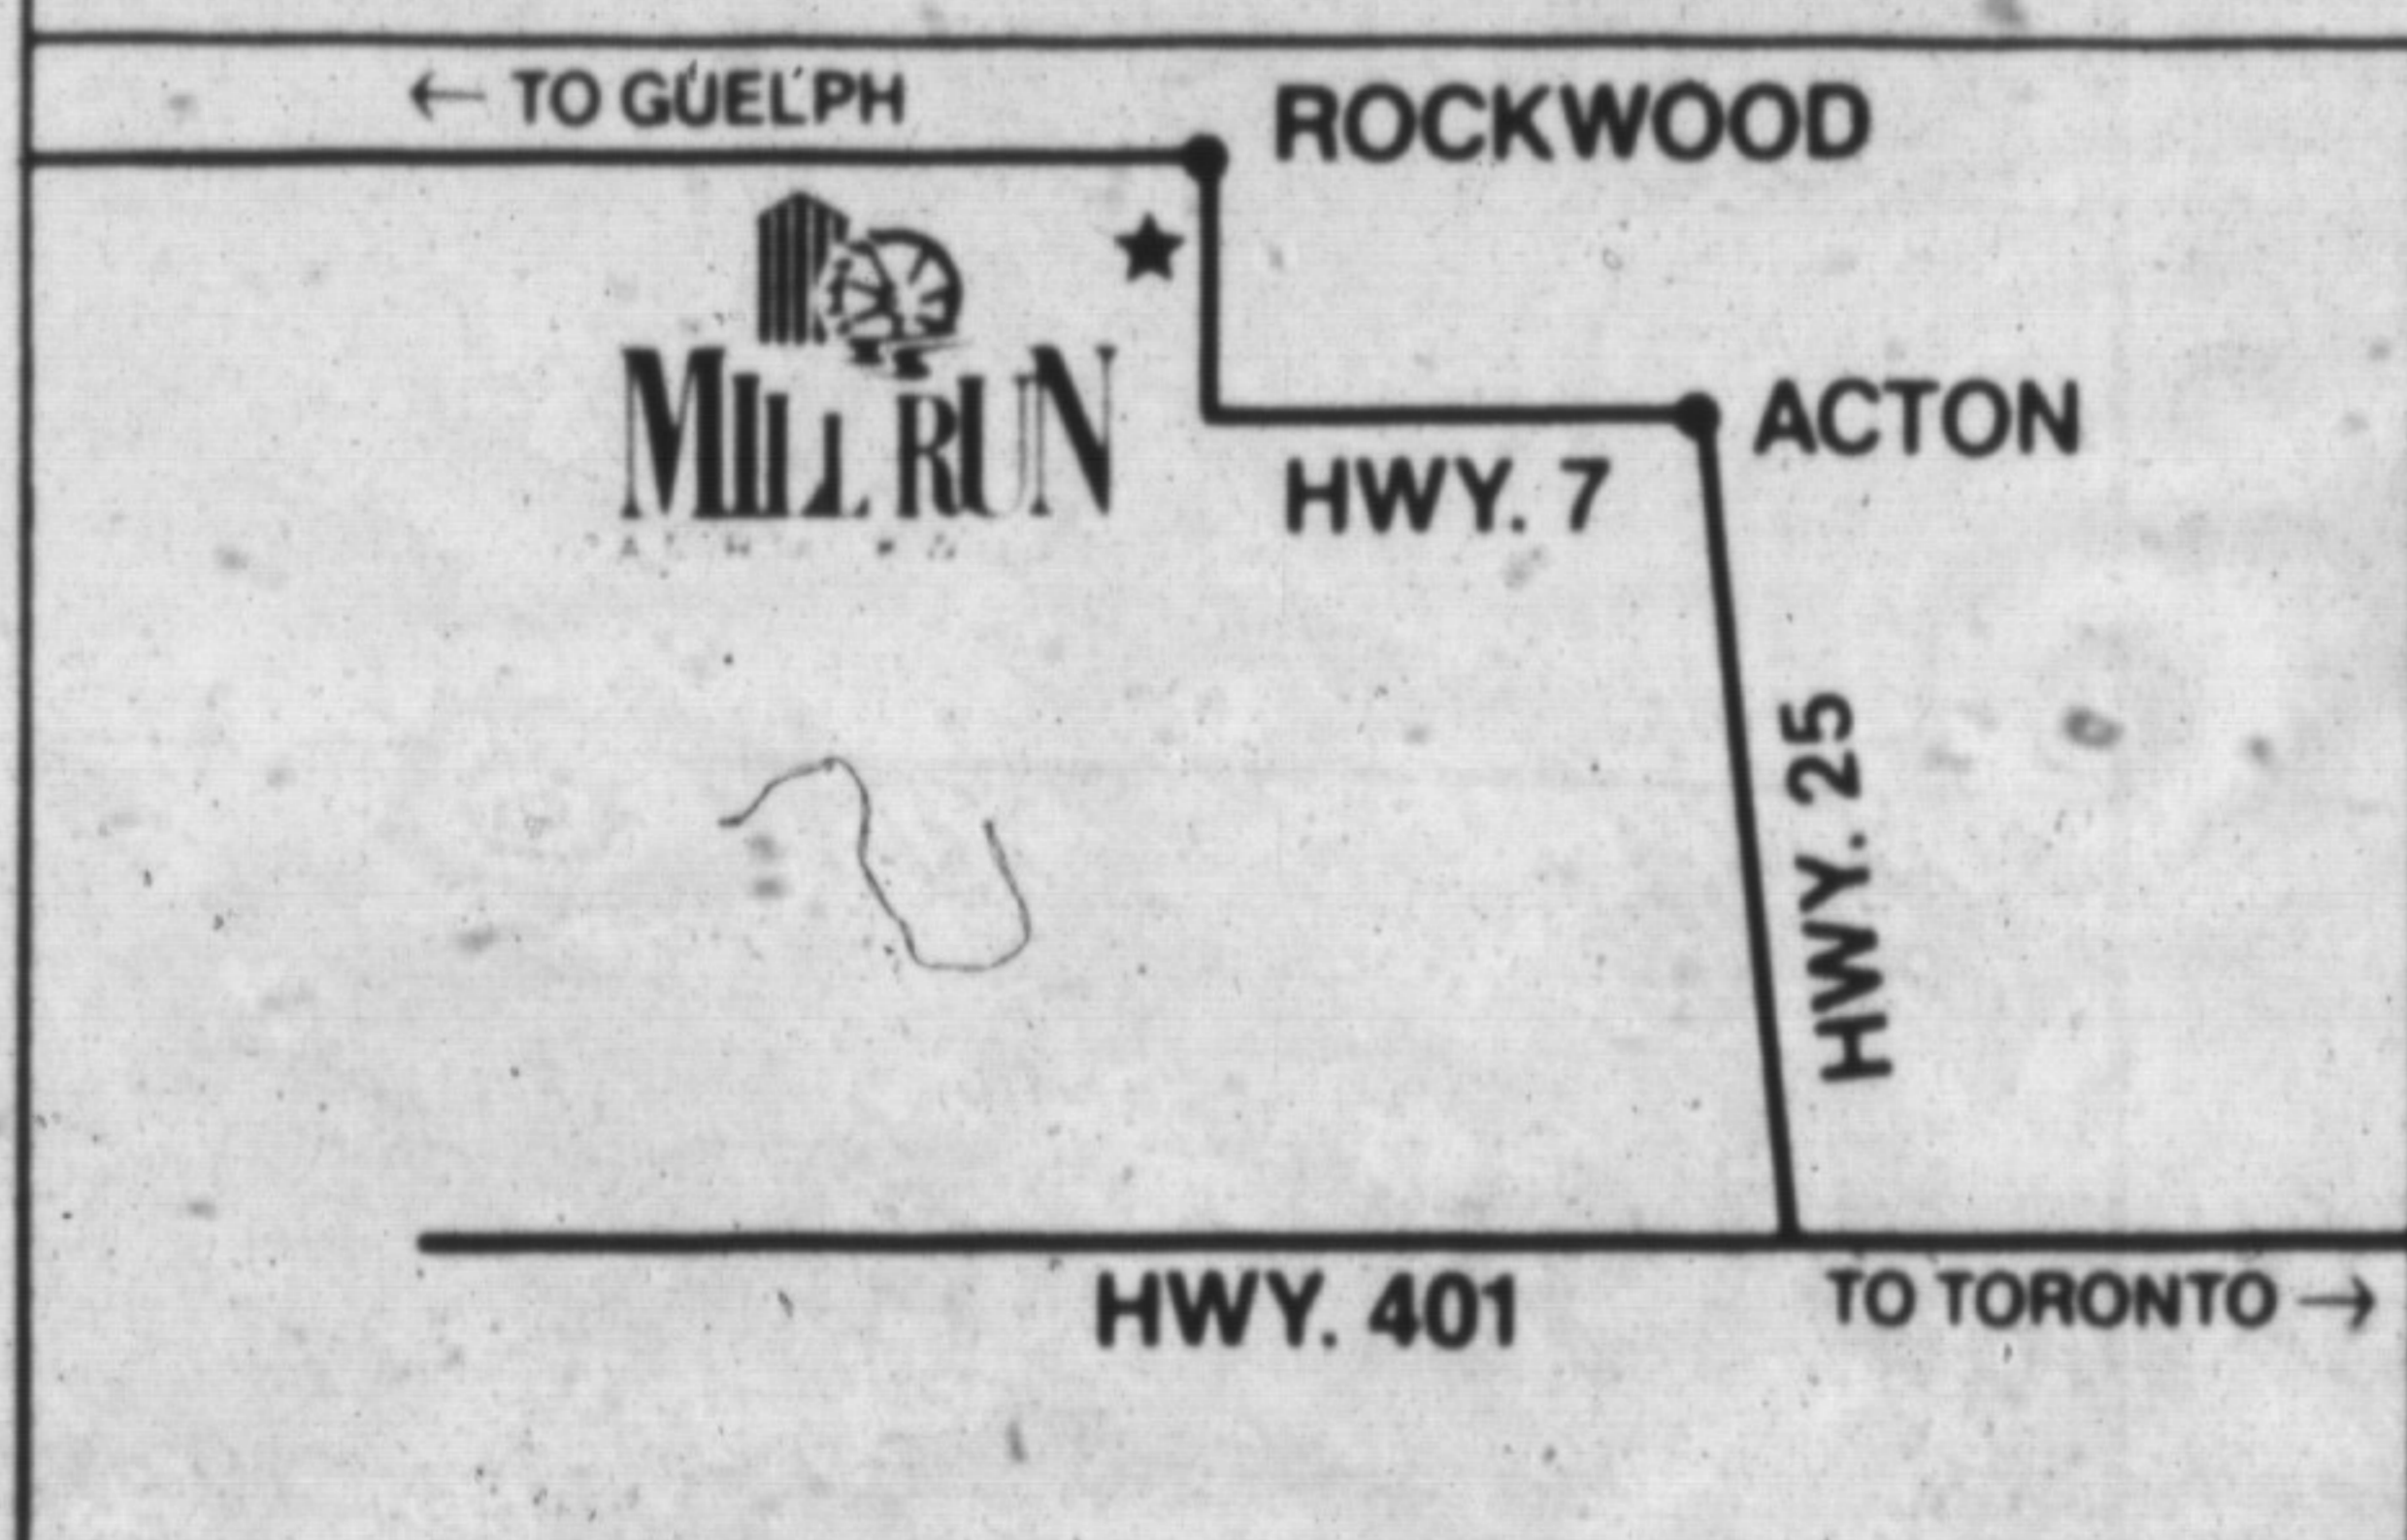 ← TO GUELPH
ROCKWOOD
MILL RUN
ACTON
HWY. 7
HWY. 25
HWY. 401
TO TORONTO →